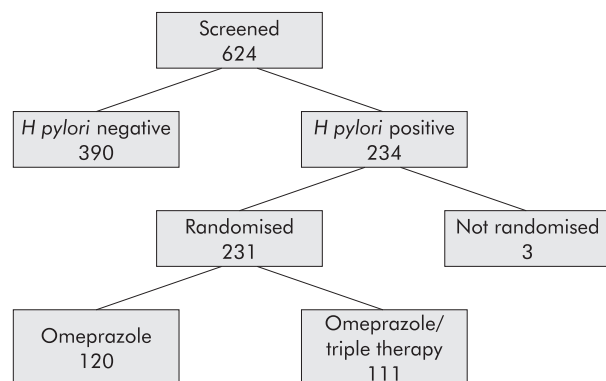 Screened
624
H pylori negative
390
H pylori positive
234
Randomised
231
Not randomised
3
Omeprazole
120
Omeprazole/
triple therapy
111